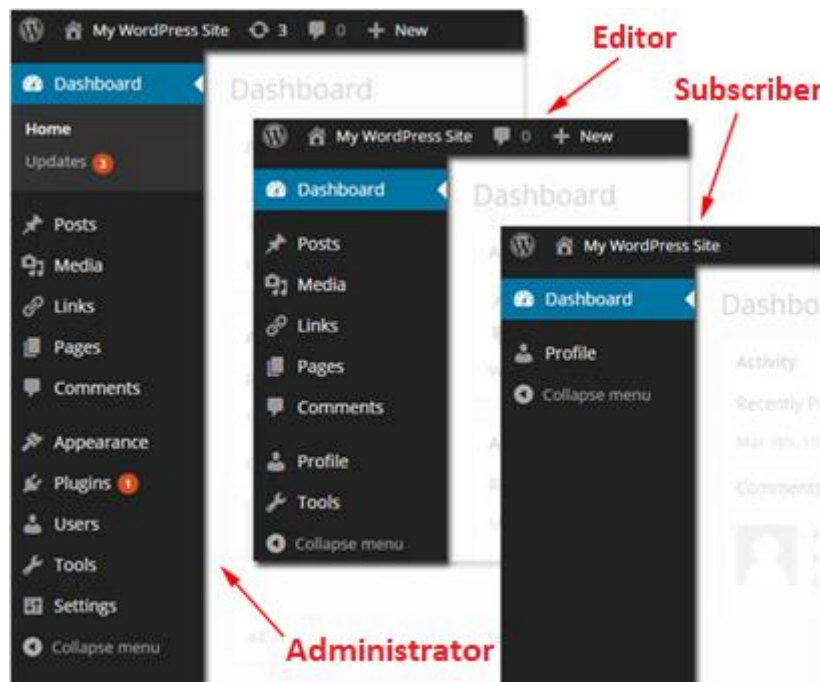 My WordPress Site 3 0 + New
Dashboard
Home
Updates 3
Posts
Media
Links
Pages
Comments
Appearance
Plugins 1
Users
Tools
Settings
Collapse menu
Dashboard
Administrator
Editor
My WordPress Site 0 + New
Dashboard
Posts
Media
Links
Pages
Comments
Profile
Tools
Collapse menu
Dashboard
Subscriber
My WordPress Site
Dashboard
Profile
Collapse menu
Activity
Recently
Comments